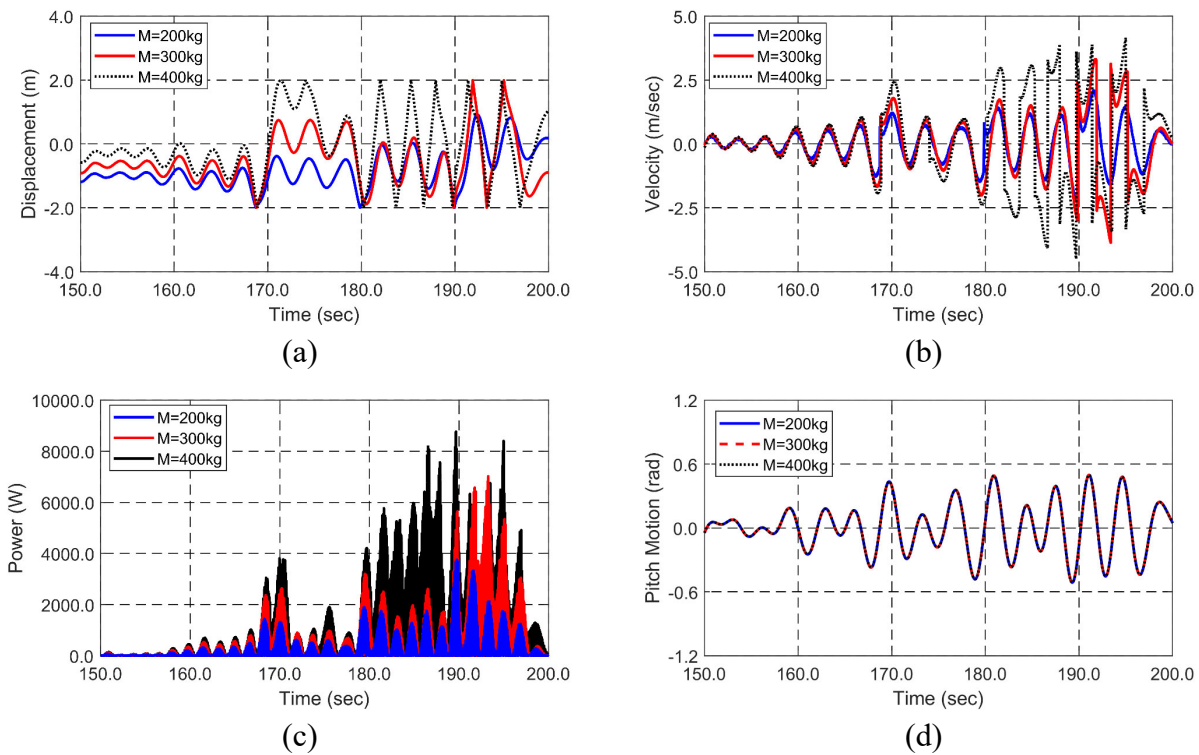 4.0
2.0
0.0
-2.0
-4.0
Displacement (m)
M=200kg
M=300kg
M=400kg
150.0 160.0 170.0 180.0 190.0 200.0
Time (sec)
(a)
5.0
2.5
0.0
-2.5
-5.0
Velocity (m/sec)
M=200kg
M=300kg
M=400kg
150.0 160.0 170.0 180.0 190.0 200.0
Time (sec)
(b)
10000.0
8000.0
6000.0
4000.0
2000.0
0.0
Power (W)
M=200kg
M=300kg
M=400kg
150.0 160.0 170.0 180.0 190.0 200.0
Time (sec)
(c)
1.2
0.6
0.0
-0.6
-1.2
Pitch Motion (rad)
M=200kg
M=300kg
M=400kg
150.0 160.0 170.0 180.0 190.0 200.0
Time (sec)
(d)